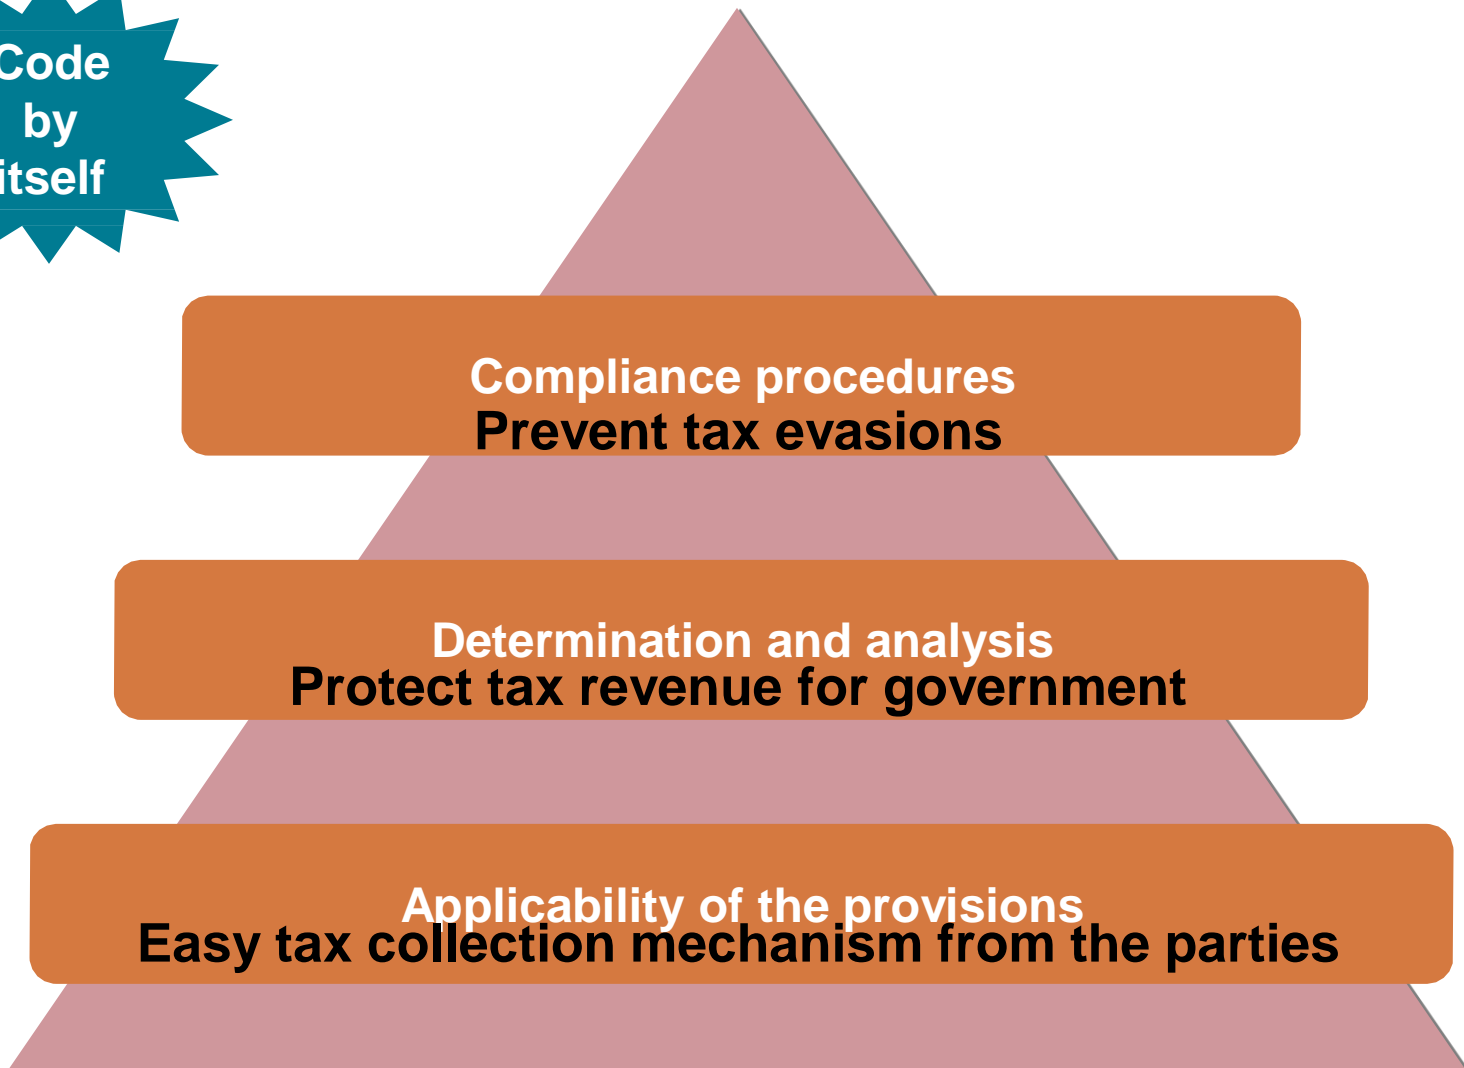 Code
by
itself
Compliance procedures
Prevent tax evasions
Determination and analysis
Protect tax revenue for government
Applicability of the provisions
Easy tax collection mechanism from the parties